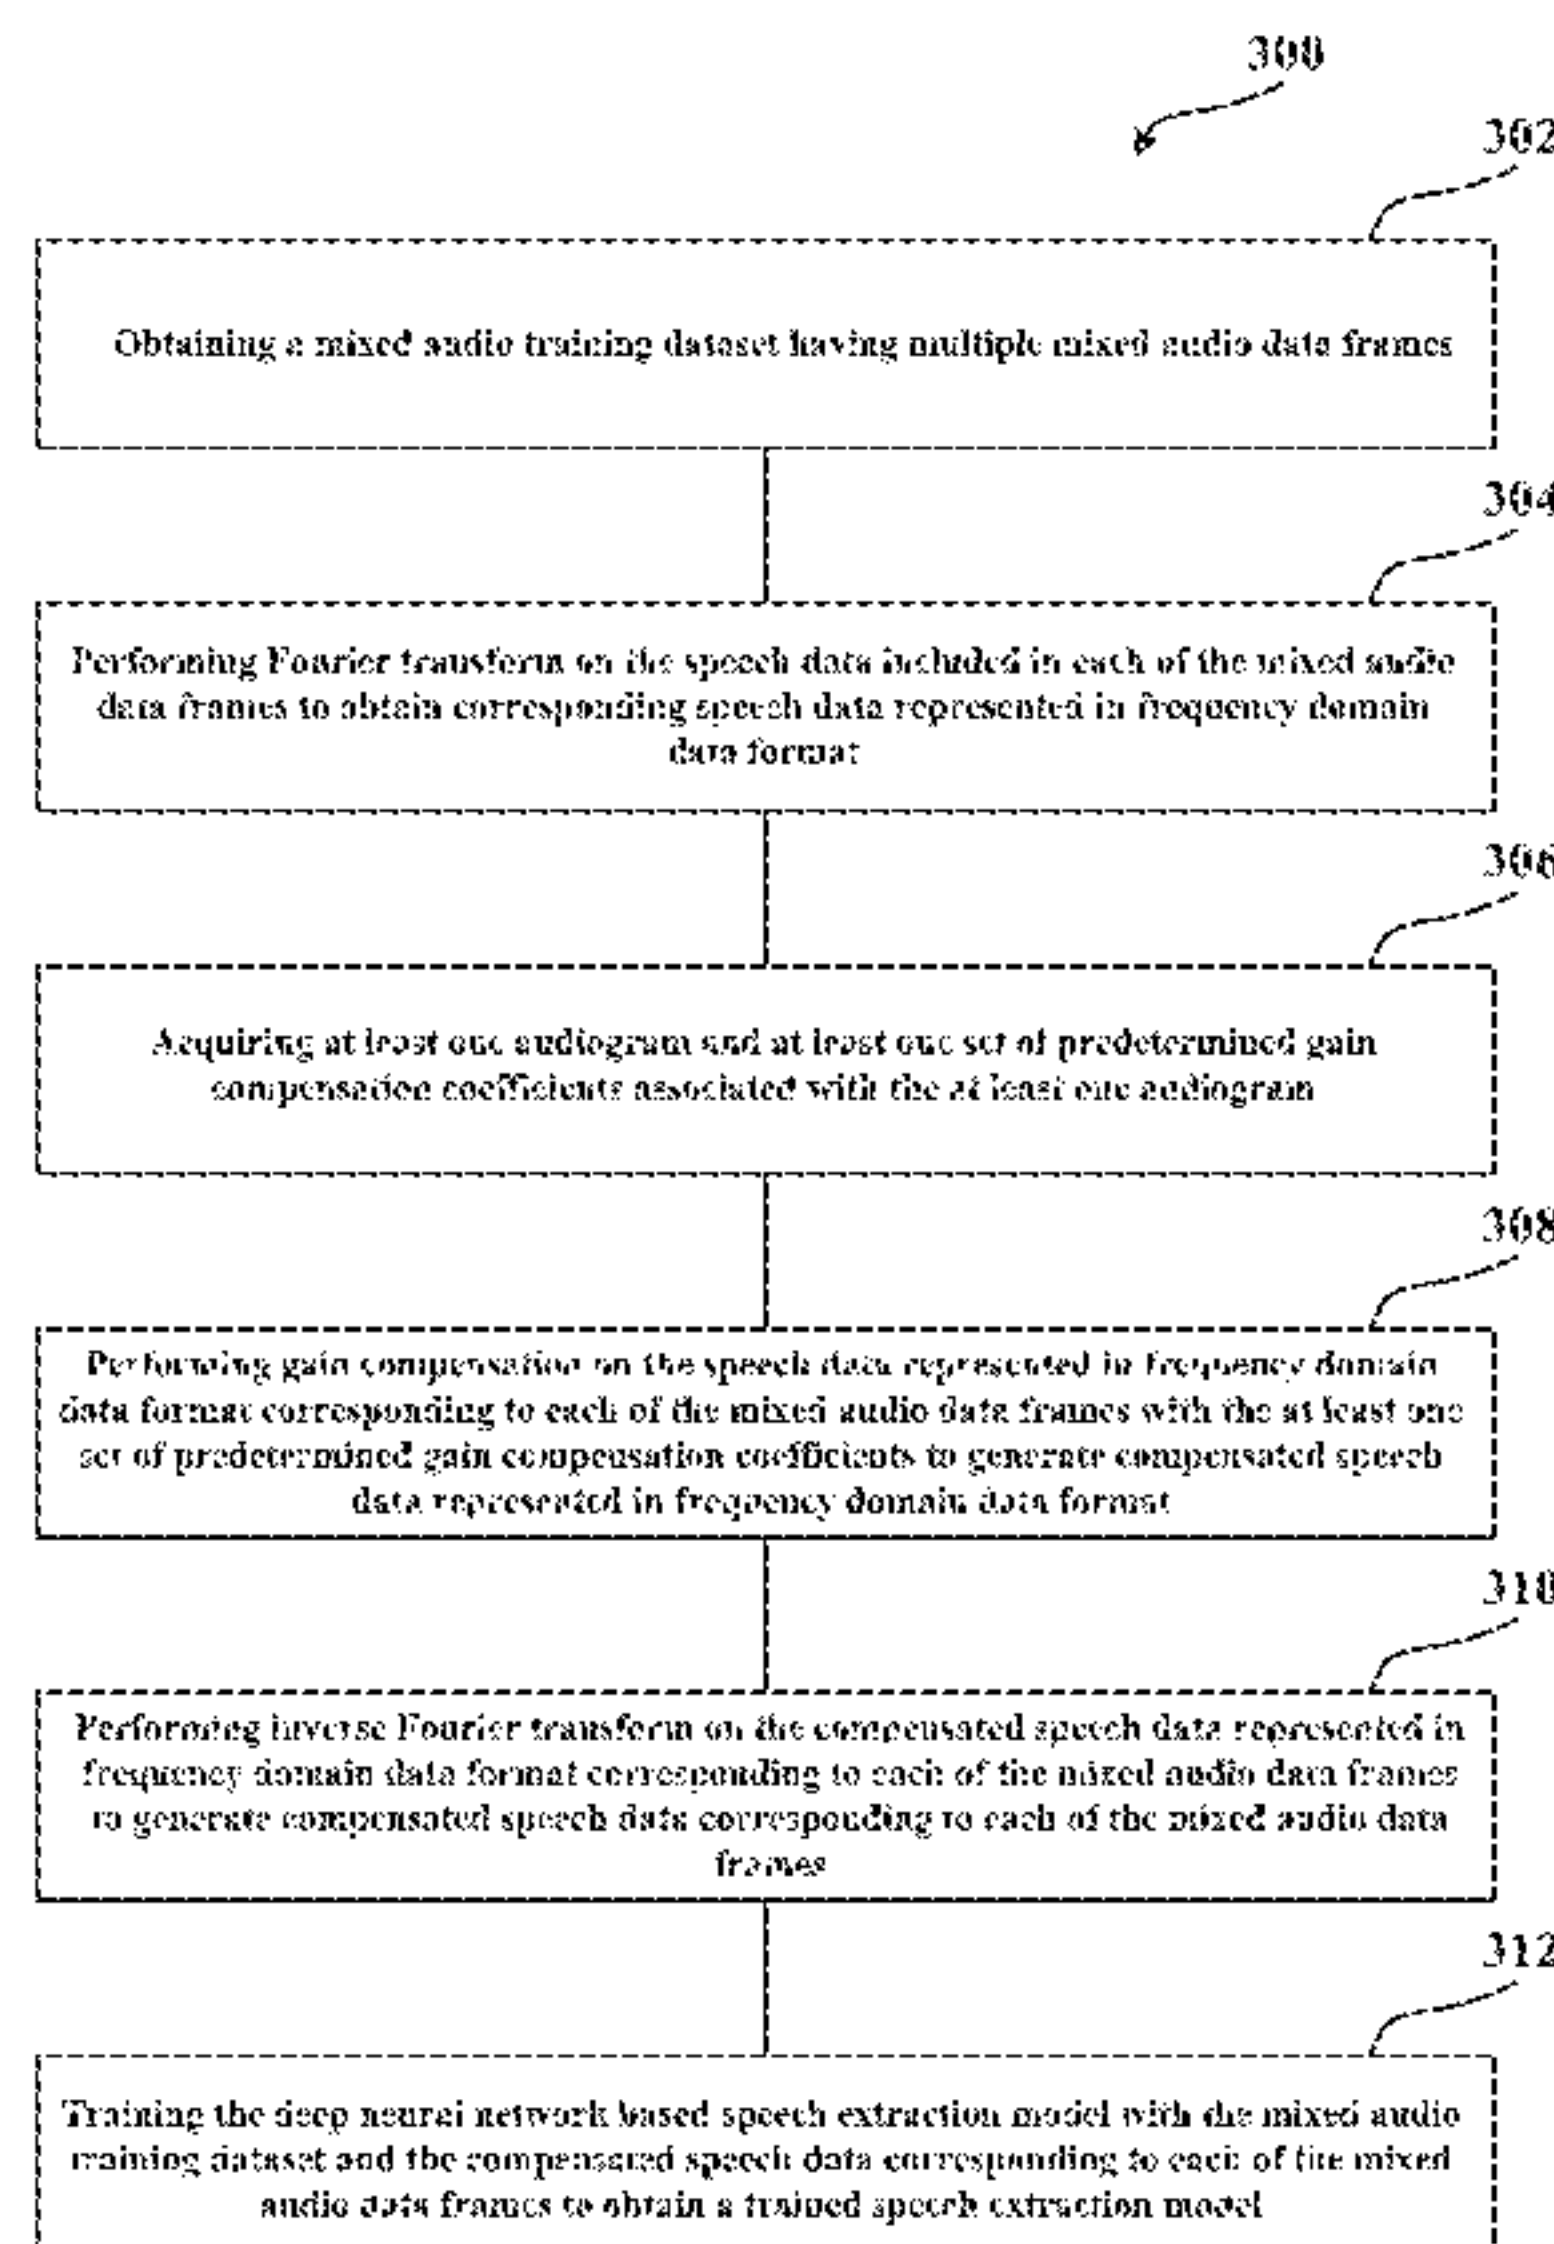 300
302
Obtaining a mixed audio training dataset having multiple mixed audio data frames
304
Performing Fourier transform on the speech data included in each of the mixed audio
data frames to obtain corresponding speech data represented in frequency domain
data format
306
Acquiring at least one audiogram and at least one set of predetermined gain
compensation coefficients associated with the at least one audiogram
308
Performing gain compensation on the speech data represented in frequency domain
data format corresponding to each of the mixed audio data frames with the at least one
set of predetermined gain compensation coefficients to generate compensated speech
data represented in frequency domain data format
310
Performing inverse Fourier transform on the compensated speech data represented in
frequency domain data format corresponding to each of the mixed audio data frames
to generate compensated speech data corresponding to each of the mixed audio data
frames
312
Training the deep neural network based speech extraction model with the mixed audio
training dataset and the compensated speech data corresponding to each of the mixed
audio data frames to obtain a trained speech extraction model